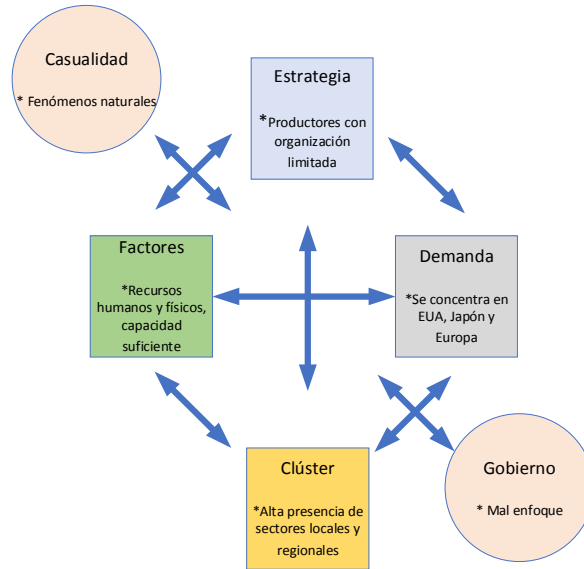 Casualidad
* Fenómenos naturales
Estrategia
*Productores con
organización
limitada
Factores
*Recursos
humanos y físicos,
capacidad
suficiente
Demanda
*Se concentra en
EUA, Japón y
Europa
Clúster
*Alta presencia de
sectores locales y
regionales
Gobierno
* Mal enfoque